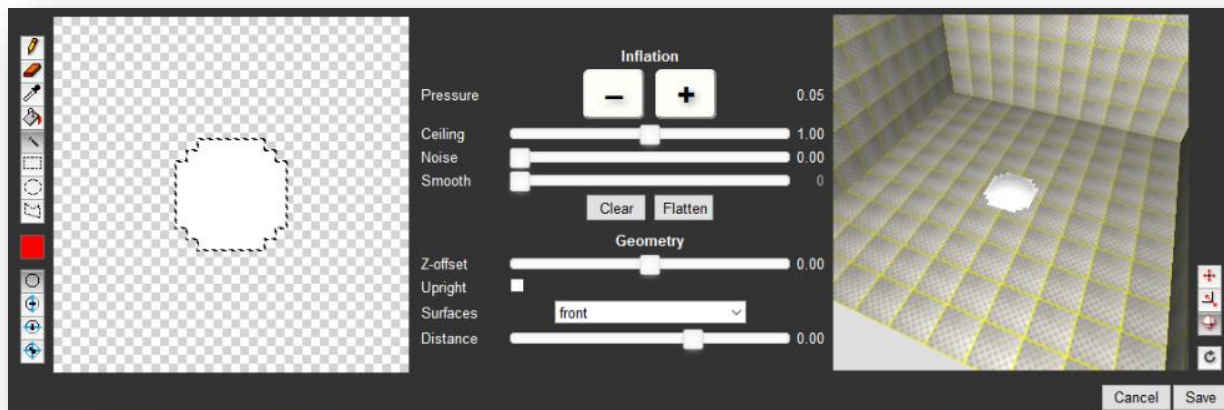 Inflation
Pressure − + 0.05
Ceiling 1.00
Noise 0.00
Smooth 0
Clear Flatten
Geometry
Z-offset 0.00
Upright
Surfaces front
Distance 0.00
Cancel Save